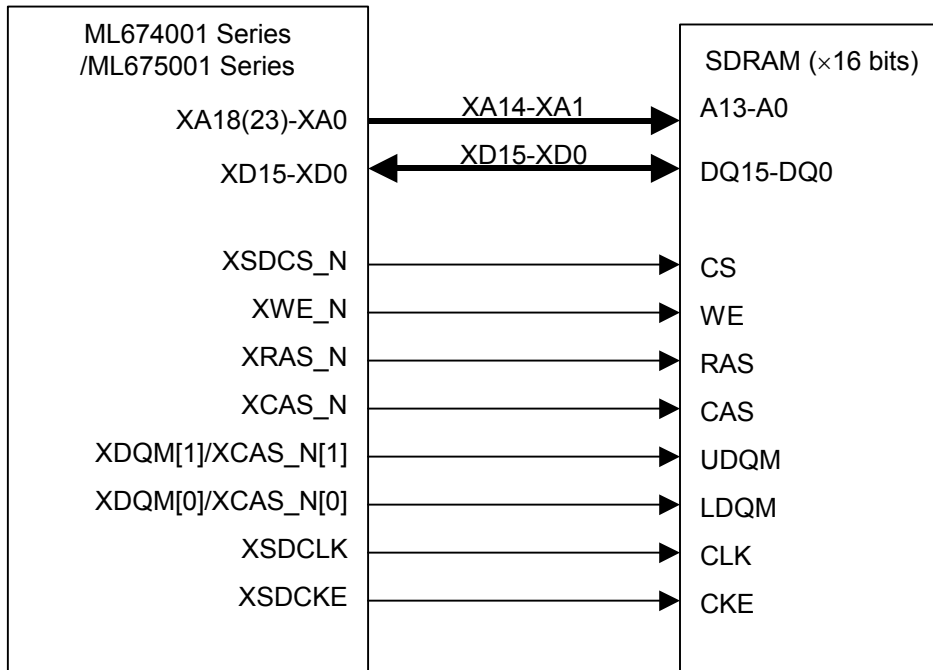 ML674001 Series
/ML675001 Series
SDRAM (×16 bits)
XA18(23)-XA0
XA14-XA1
A13-A0
XD15-XD0
XD15-XD0
DQ15-DQ0
XSDCS_N
CS
XWE_N
WE
XRAS_N
RAS
XCAS_N
CAS
XDQM[1]/XCAS_N[1]
UDQM
XDQM[0]/XCAS_N[0]
LDQM
XSDCLK
CLK
XSDCKE
CKE